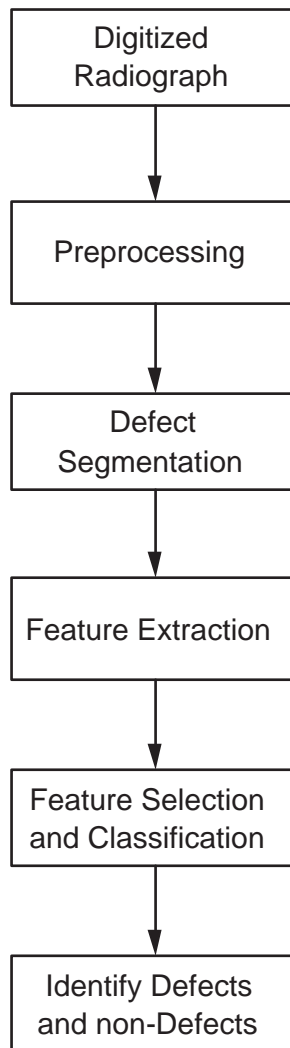 Digitized
Radiograph
Preprocessing
Defect
Segmentation
Feature Extraction
Feature Selection
and Classification
Identify Defects
and non-Defects